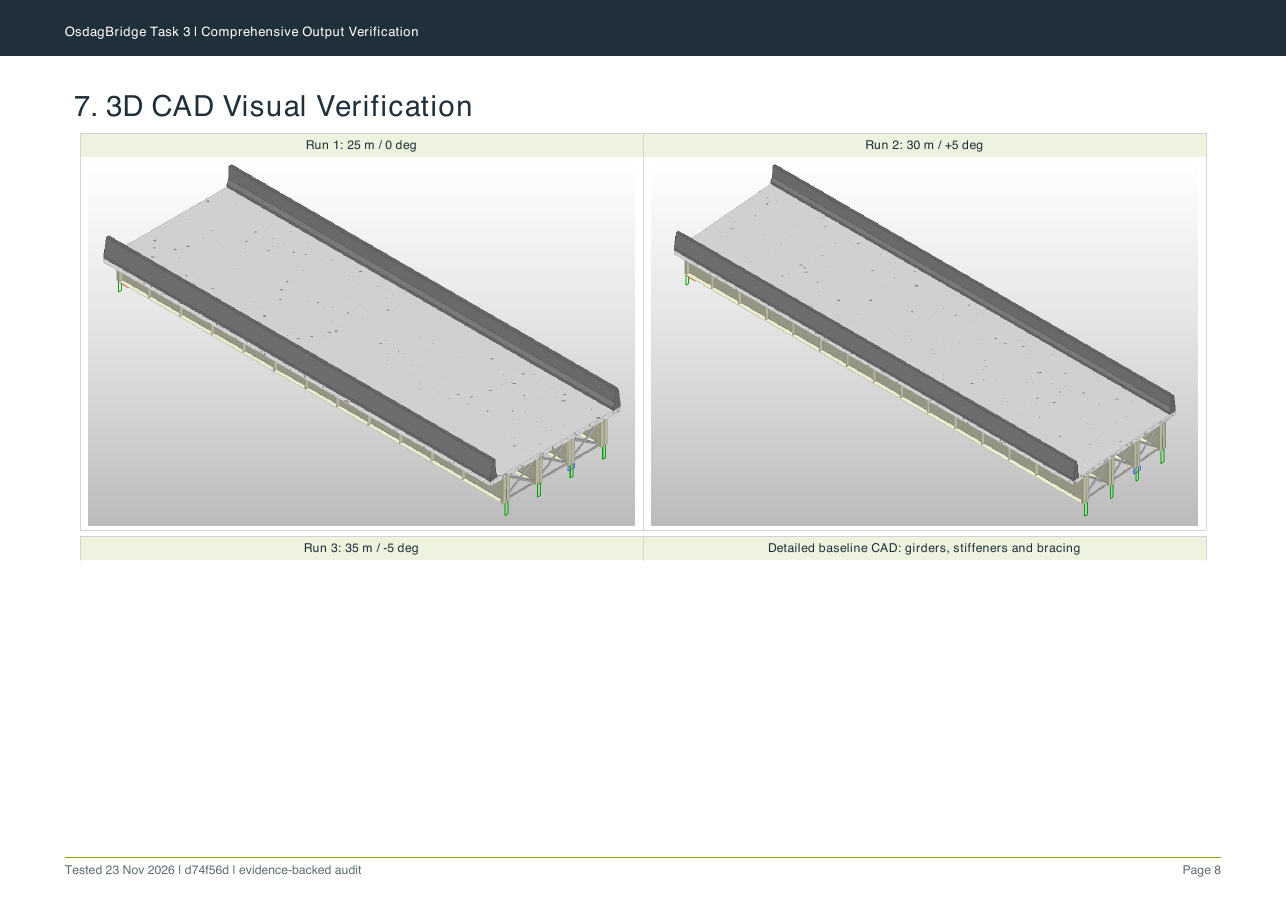 OsdagBridge Task 3 | Comprehensive Output Verification
7. 3D CAD Visual Verification
Run 1: 25 m / 0 deg
Run 2: 30 m / +5 deg
Run 3: 35 m / -5 deg
Detailed baseline CAD: girders, stiffeners and bracing
Tested 23 Nov 2026 | d74f56d | evidence-backed audit
Page 8